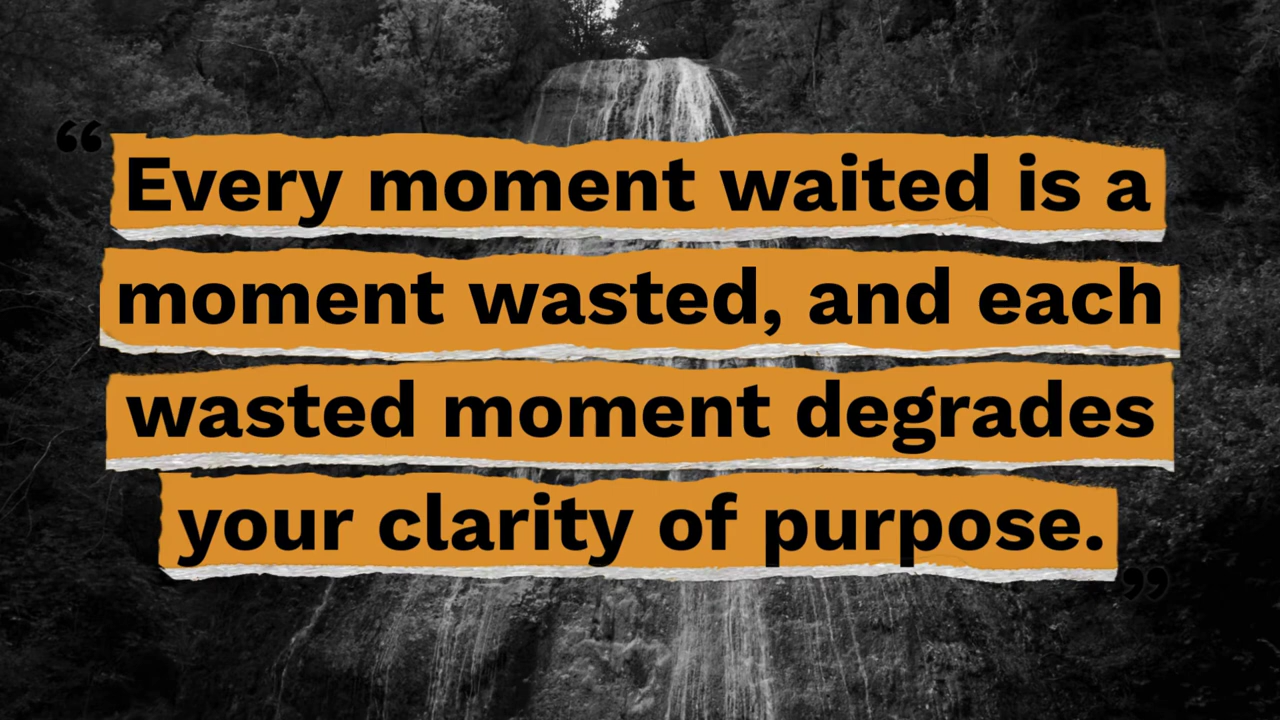 “Every moment waited is a
moment wasted, and each
wasted moment degrades
your clarity of purpose.”